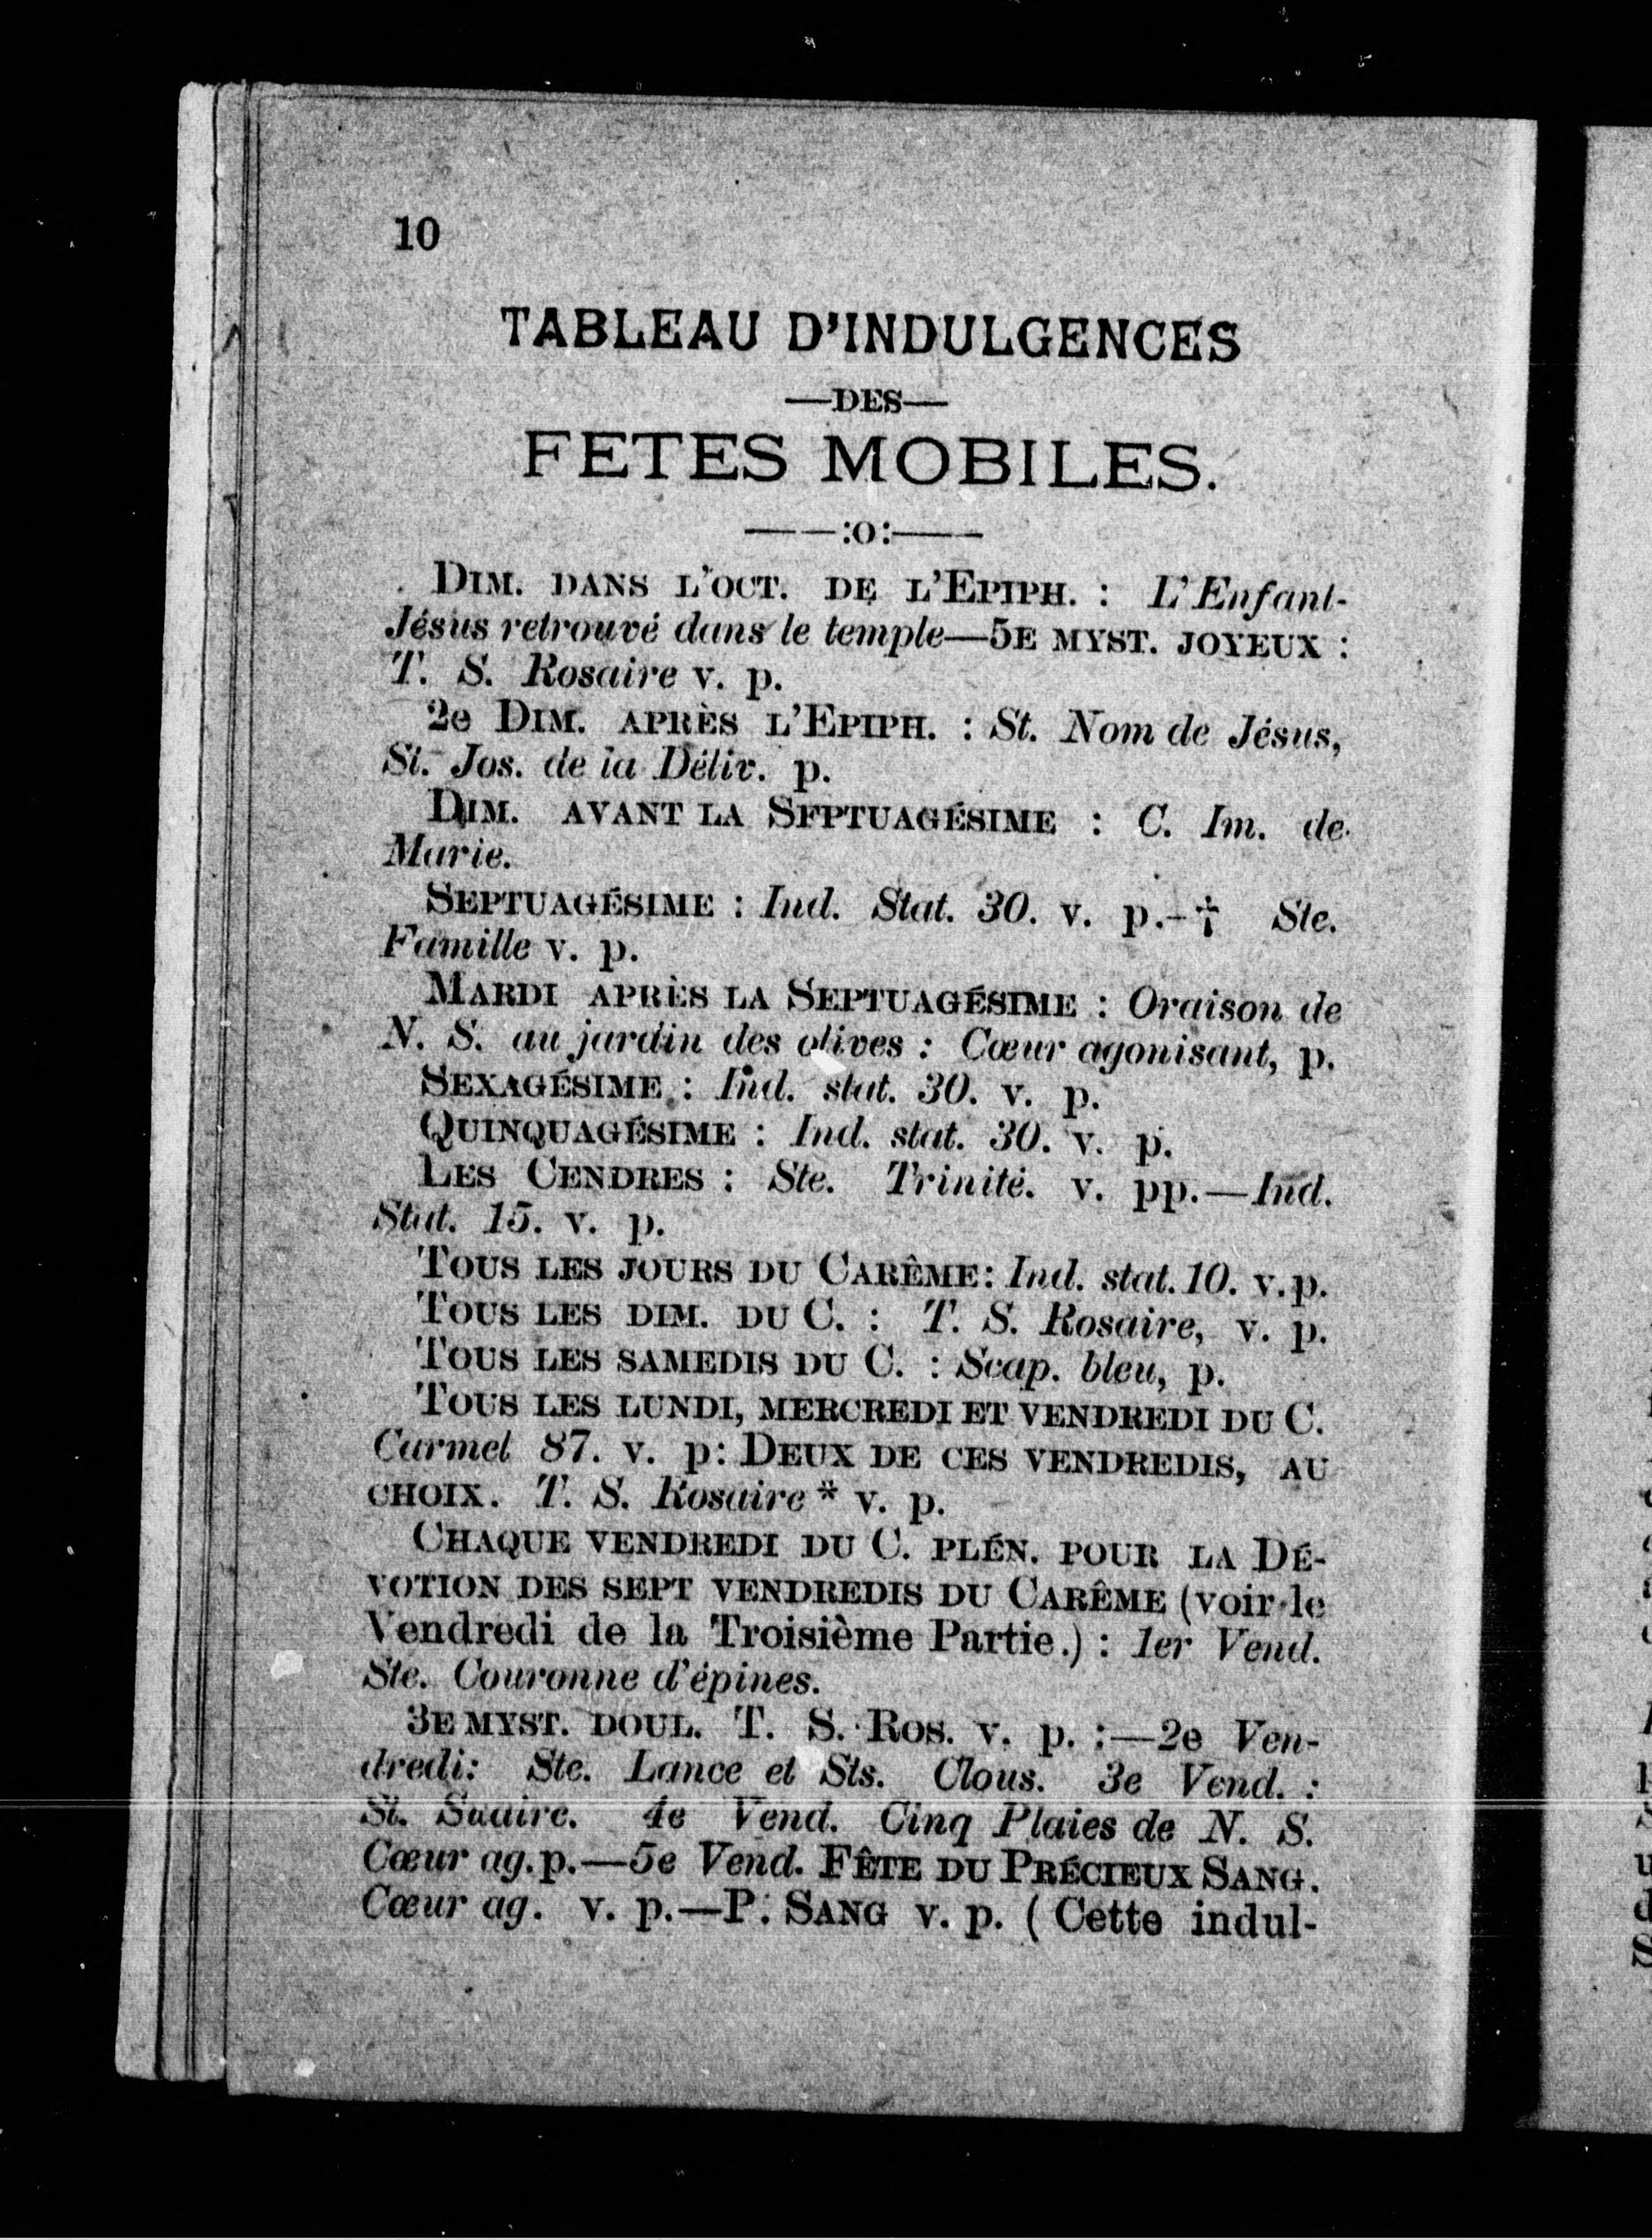 10
TABLEAU D'INDULGENCES
—DES—
FETES MOBILES.
——:o:——
DIM. DANS L'OCT. DE L'EPIPH. : L'Enfant-
Jésus retrouvé dans le temple—5E MYST. JOYEUX :
T. S. Rosaire v. p.
2e DIM. APRÈS L'EPIPH. : St. Nom de Jésus,
St. Jos. de la Déliv. p.
DIM. AVANT LA SEPTUAGÉSIME : C. Im. de
Marie.
SEPTUAGÉSIME : Ind. Stat. 30. v. p.-† Ste.
Famille v. p.
MARDI APRÈS LA SEPTUAGÉSIME : Oraison de
N. S. au jardin des olives : Cœur agonisant, p.
SEXAGÉSIME : Ind. stat. 30. v. p.
QUINQUAGÉSIME : Ind. stat. 30. v. p.
LES CENDRES : Ste. Trinité. v. pp.—Ind.
Stat. 15. v. p.
TOUS LES JOURS DU CARÊME: Ind. stat. 10. v. p.
TOUS LES DIM. DU C. : T. S. Rosaire, v. p.
TOUS LES SAMEDIS DU C. : Scap. bleu, p.
TOUS LES LUNDI, MERCREDI ET VENDREDI DU C.
Carmel 87. v. p: DEUX DE CES VENDREDIS, AU
CHOIX. T. S. Rosaire * v. p.
CHAQUE VENDREDI DU C. PLÉN. POUR LA DÉ-
VOTION DES SEPT VENDREDIS DU CARÊME (voir le
Vendredi de la Troisième Partie.) : 1er Vend.
Ste. Couronne d'épines.
3E MYST. DOUL. T. S. ROS. v. p. :—2e Ven-
dredi: Ste. Lance et Sts. Clous. 3e Vend. :
St. Suaire. 4e Vend. Cinq Plaies de N. S.
Cœur ag. p.—5e Vend. FÊTE DU PRÉCIEUX SANG.
Cœur ag. v. p.—P. SANG v. p. ( Cette indul-